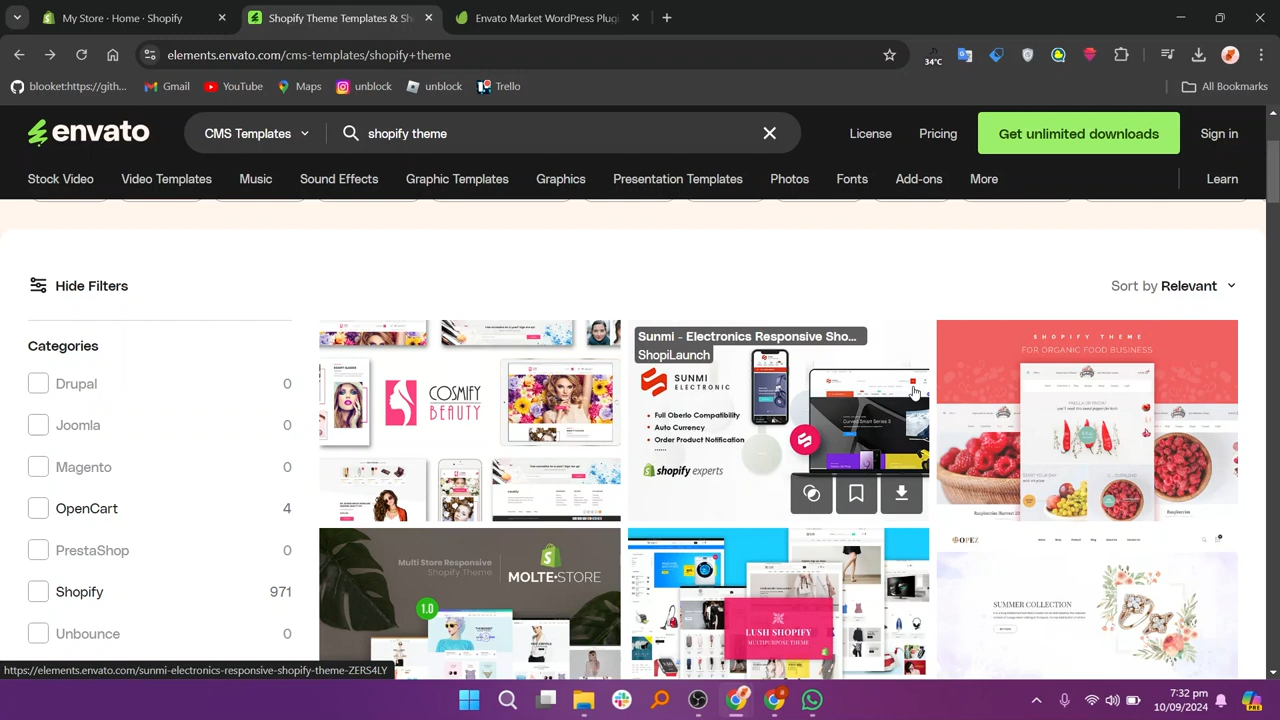 My Store · Home · Shopify
Shopify Theme Templates & Sh
Envato Market WordPress Plugi
elements.envato.com/cms-templates/shopify+theme
34°C
blooket:https://gith...
Gmail
YouTube
Maps
unblock
unblock
Trello
All Bookmarks
envato
CMS Templates
shopify theme
License
Pricing
Get unlimited downloads
Sign in
Stock Video
Video Templates
Music
Sound Effects
Graphic Templates
Graphics
Presentation Templates
Photos
Fonts
Add-ons
More
Learn
Hide Filters
Sort by Relevant
Categories
Drupal 0
Joomla 0
Magento 0
OpenCart 4
PrestaShop 0
Shopify 971
Unbounce 0
COSMIFY
BEAUTY
Sunmi - Electronics Responsive Sho...
ShopiLaunch
SUNMI
ELECTRONIC
Full Oberlo Compatibility
Auto Currency
Order Product Notification
shopify experts
SHOPIFY THEME
FOR ORGANIC FOOD BUSINESS
Multi Store Responsive
Shopify Theme
MOLTE·STORE
1.0
LUSH SHOPIFY
MULTIPURPOSE THEME
SUMMER COLLECTION
https://elements.envato.com/sunmi-electronics-responsive-shopify-theme-ZERS4LY
7:32 pm
10/09/2024